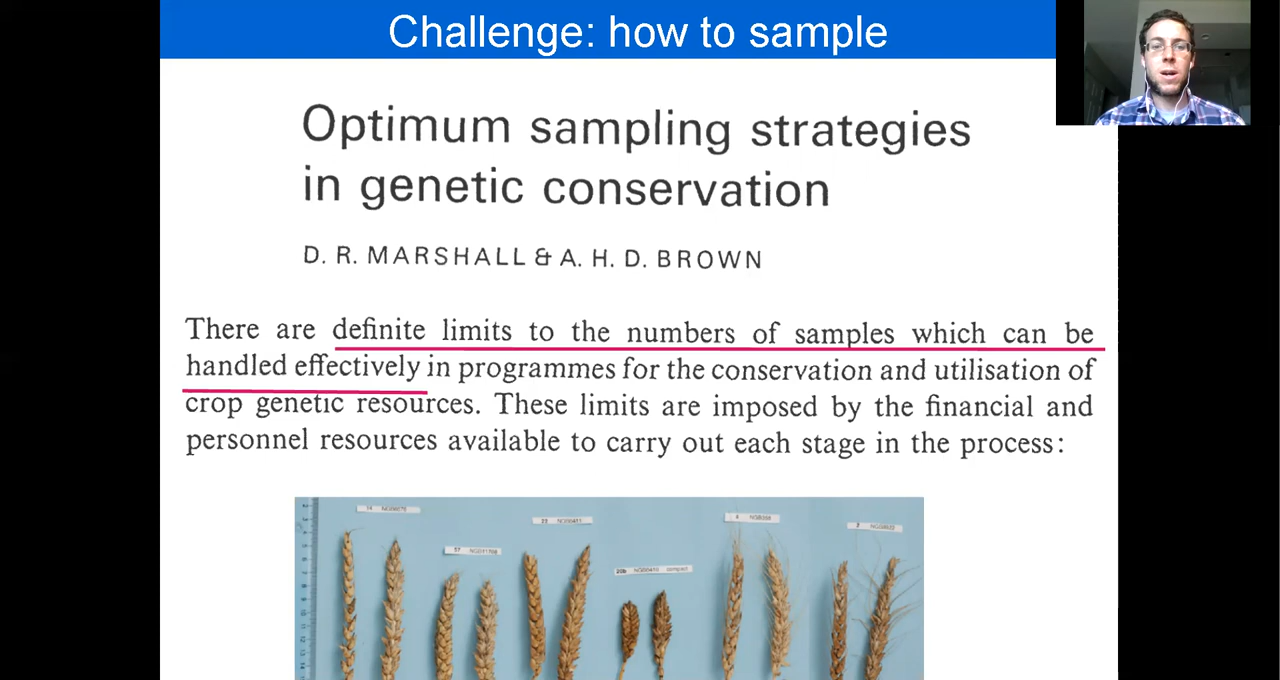 Challenge: how to sample
Optimum sampling strategies
in genetic conservation
D. R. MARSHALL & A. H. D. BROWN
There are definite limits to the numbers of samples which can be
handled effectively in programmes for the conservation and utilisation of
crop genetic resources. These limits are imposed by the financial and
personnel resources available to carry out each stage in the process:
compact